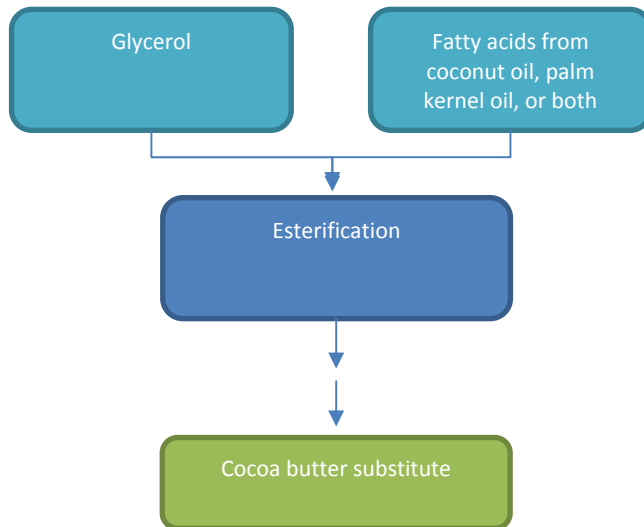 Glycerol
Fatty acids from
coconut oil, palm
kernel oil, or both
Esterification
Cocoa butter substitute